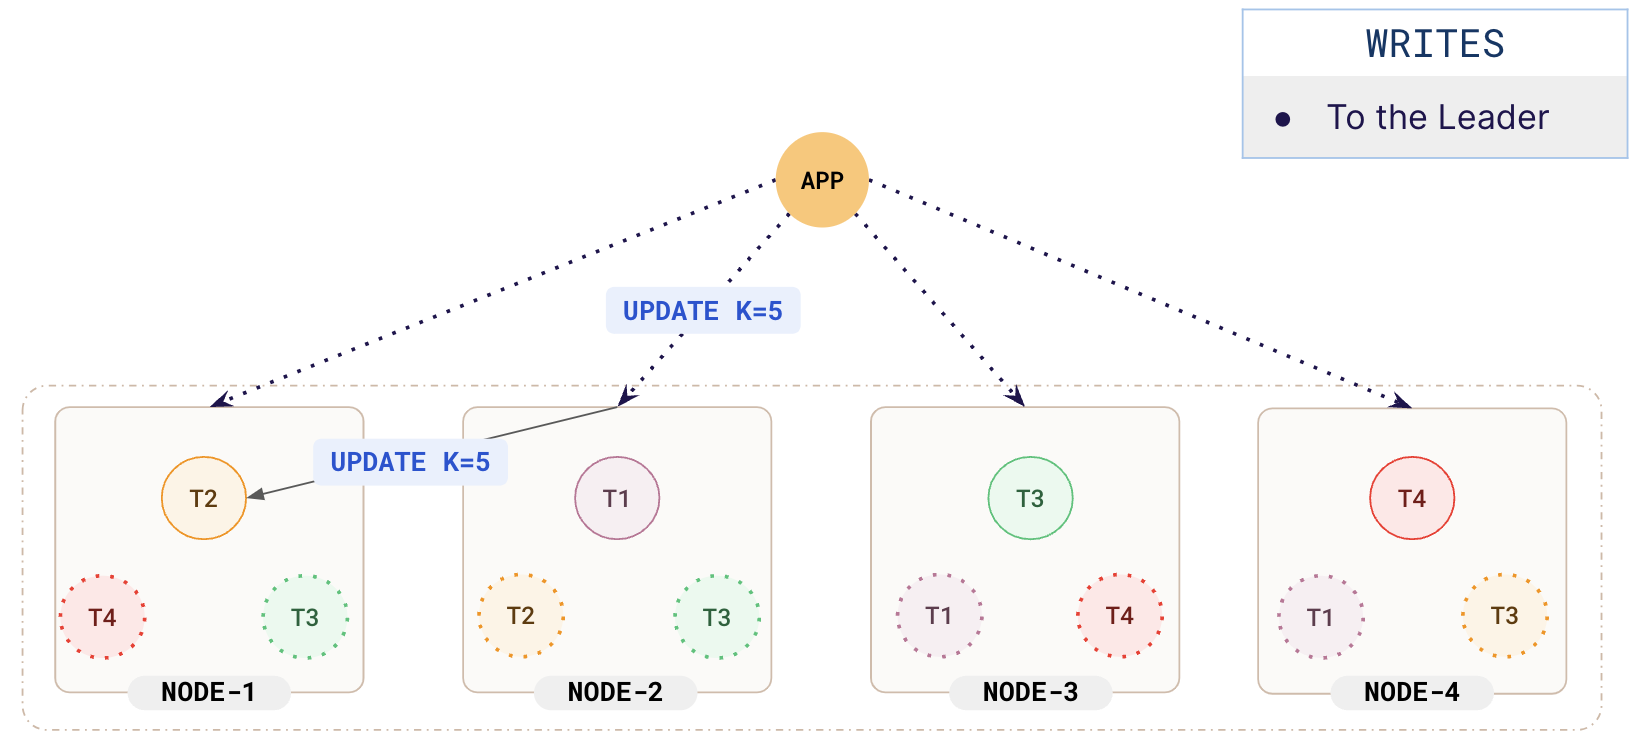 WRITES
● To the Leader
APP
UPDATE K=5
UPDATE K=5
T2
T4
T3
NODE-1
T1
T2
T3
NODE-2
T3
T1
T4
NODE-3
T4
T1
T3
NODE-4